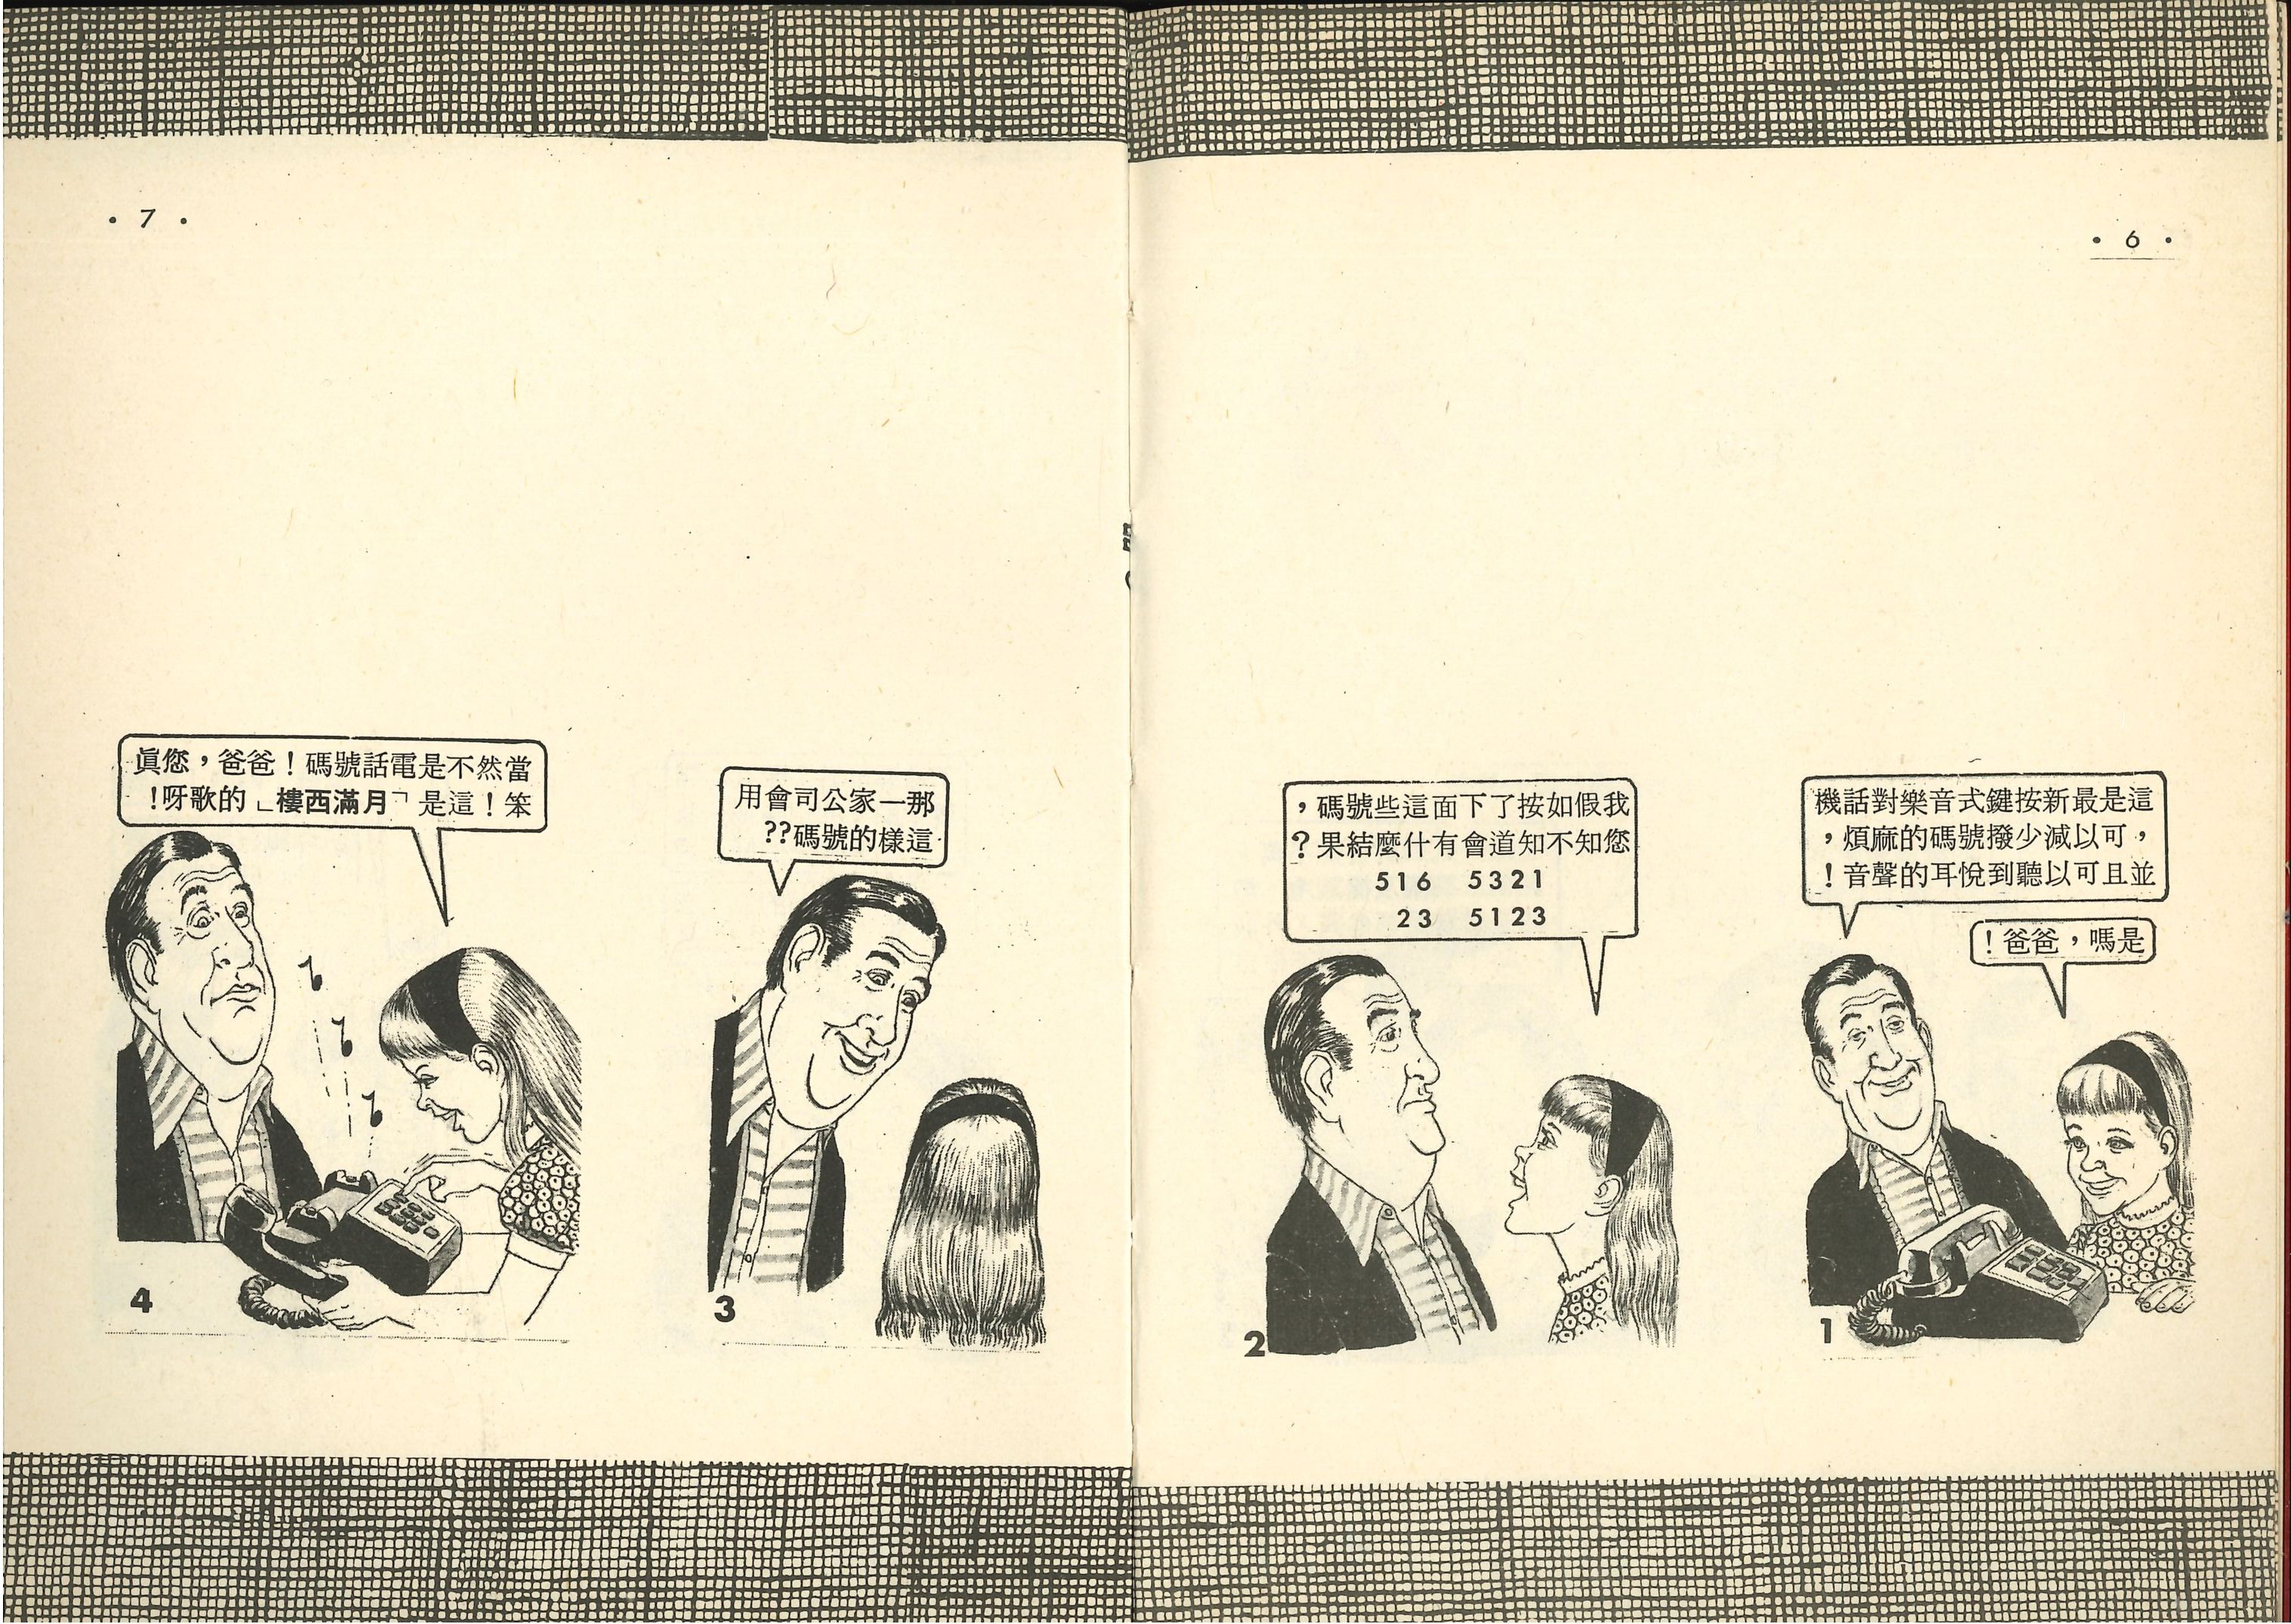 • 6 •
這是最新按鍵式音樂對話機
，可以減少撥號碼的麻煩，
並且可以聽到悅耳的聲音！
是嗎，爸爸！
1
我假如按了下面這些號碼，
您知不知道會有什麼結果？
516 5321
23 5123
2
• 7 •
那一家公司會用
這樣的號碼??
3
當然不是電話號碼！爸爸，您眞
笨！這是「月滿西樓」的歌呀！
4